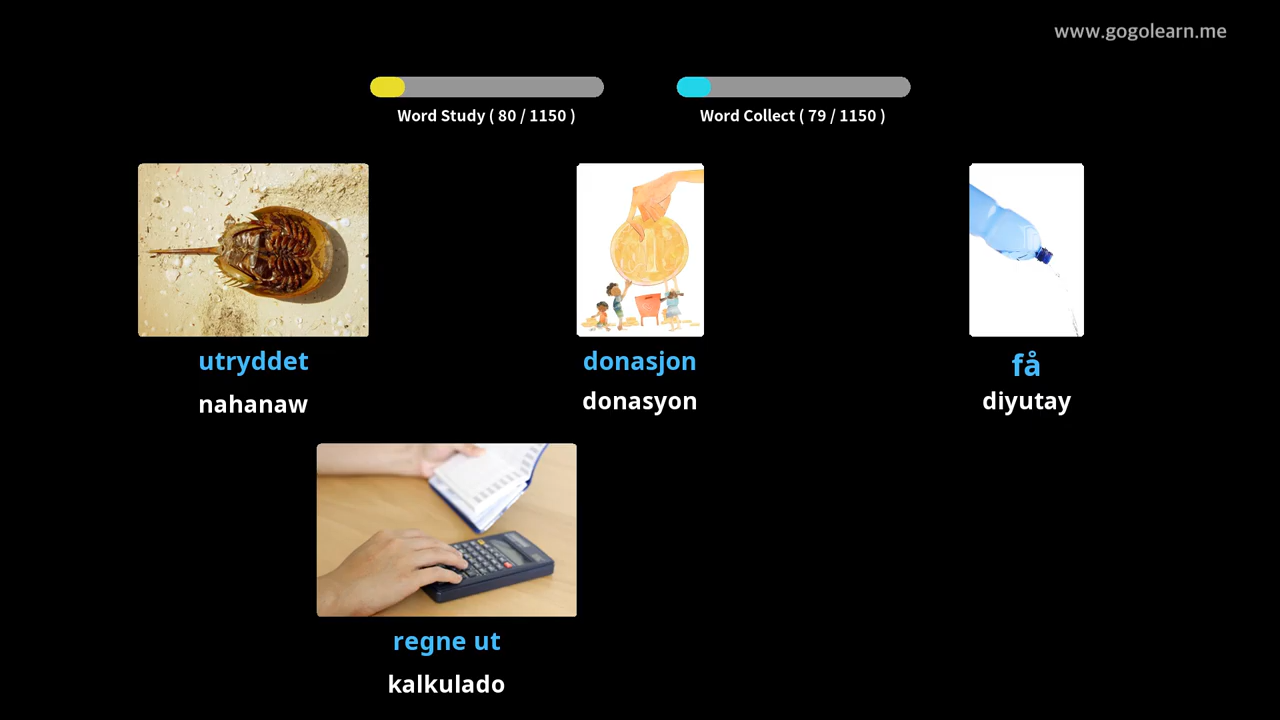 www.gogolearn.me
Word Study ( 80 / 1150 )
Word Collect ( 79 / 1150 )
utryddet
nahanaw
donasjon
donasyon
få
diyutay
regne ut
kalkulado